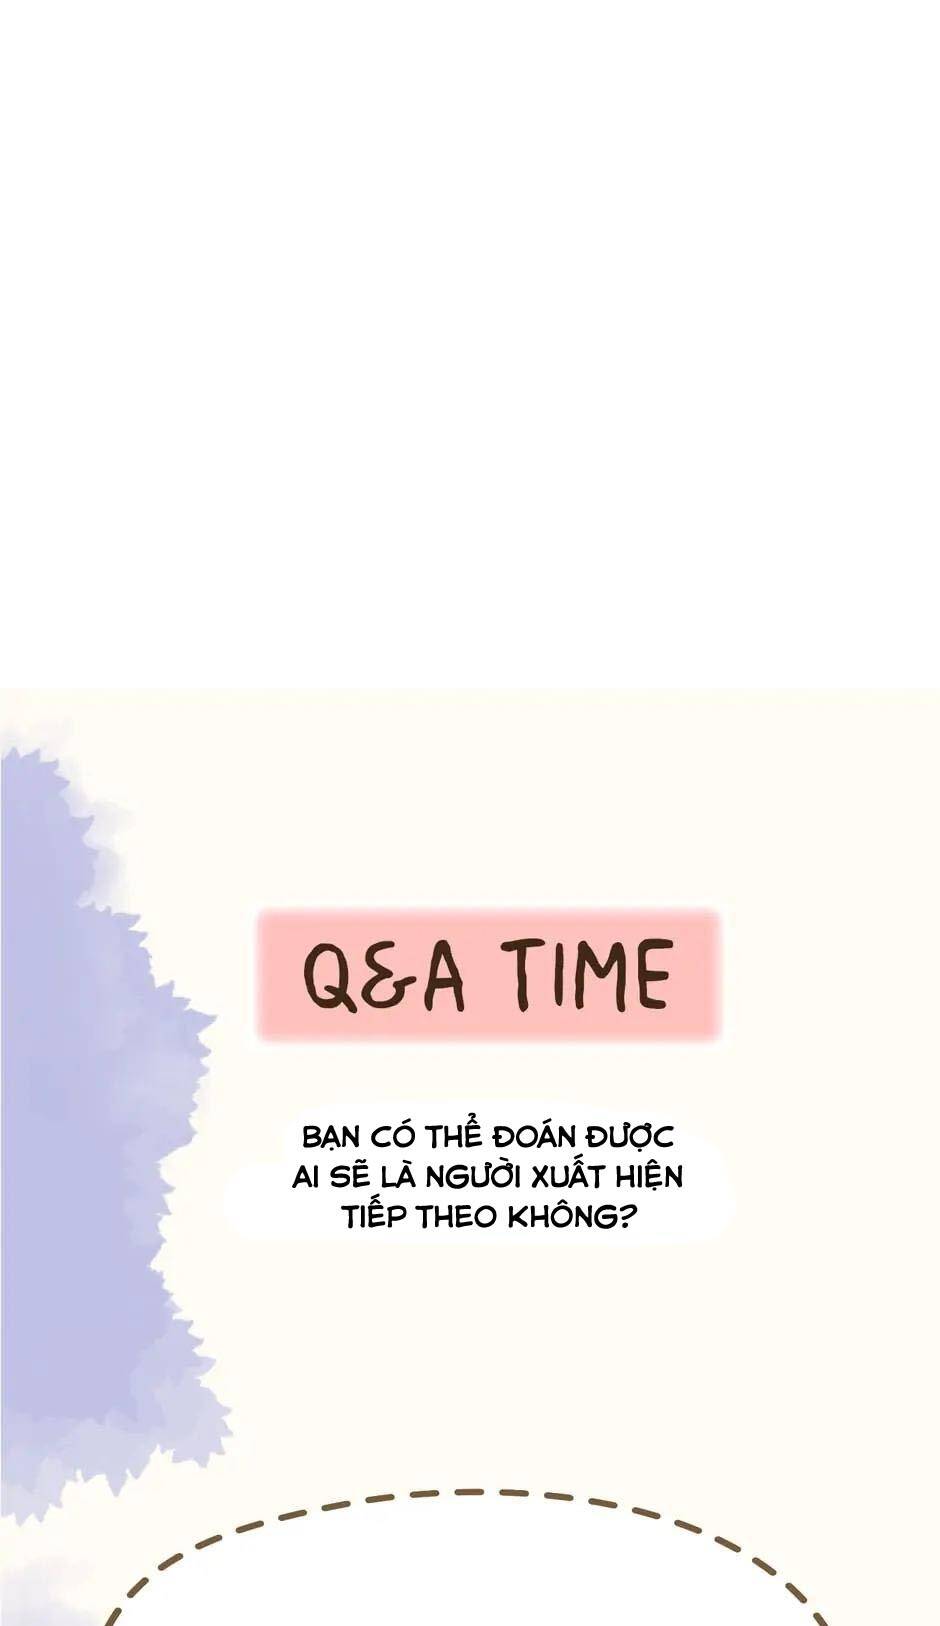 Q&A TIME
BẠN CÓ THỂ ĐOÁN ĐƯỢC
AI SẼ LÀ NGƯỜI XUẤT HIỆN
TIẾP THEO KHÔNG?